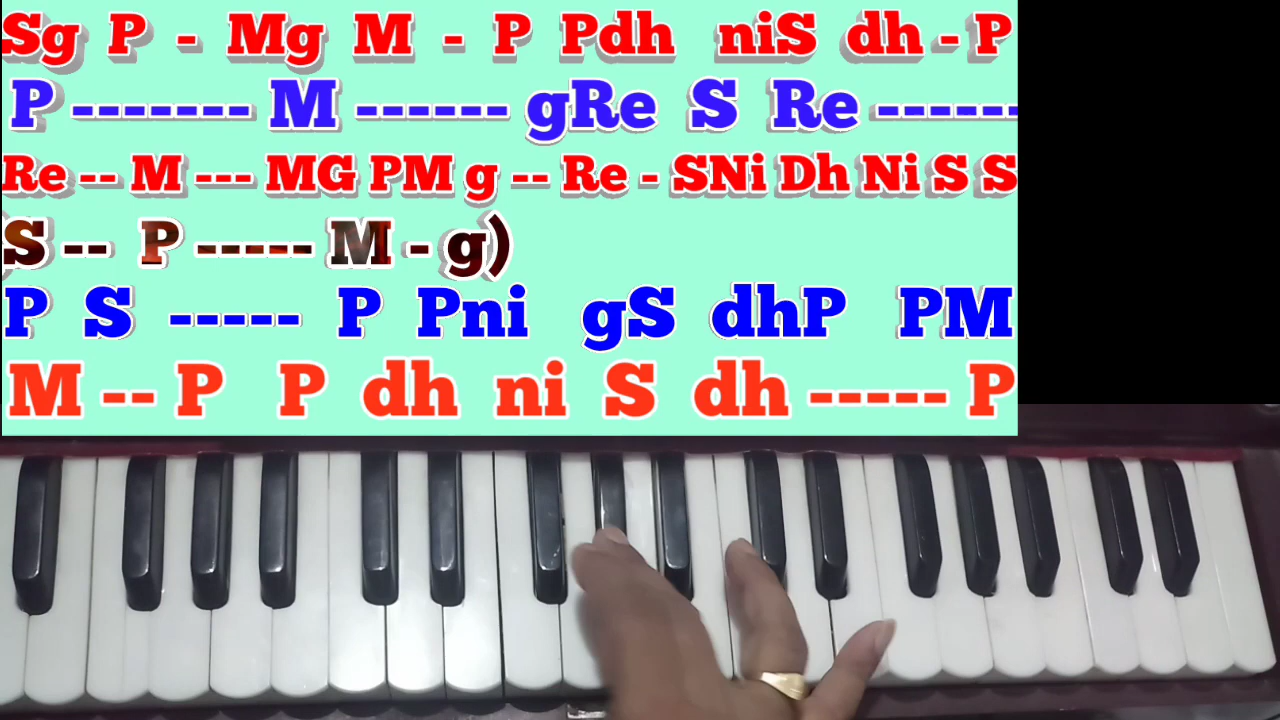 Sg P - Mg M - P Pdh niS dh - P
P ------- M ------ gRe S Re ------
Re -- M --- MG PM g -- Re - SNi Dh Ni S S
S -- P ----- M - g)
P S ----- P Pni gS dhP PM
M -- P P dh ni S dh ----- P